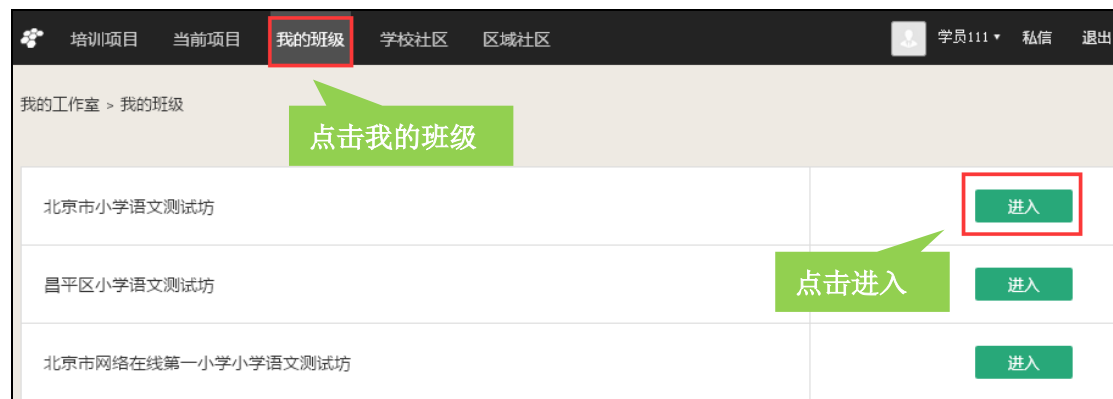 培训项目 当前项目 我的班级 学校社区 区域社区 学员111 私信 退出
我的工作室 > 我的班级
点击我的班级
北京市小学语文测试坊 进入
点击进入
昌平区小学语文测试坊 进入
北京市网络在线第一小学小学语文测试坊 进入